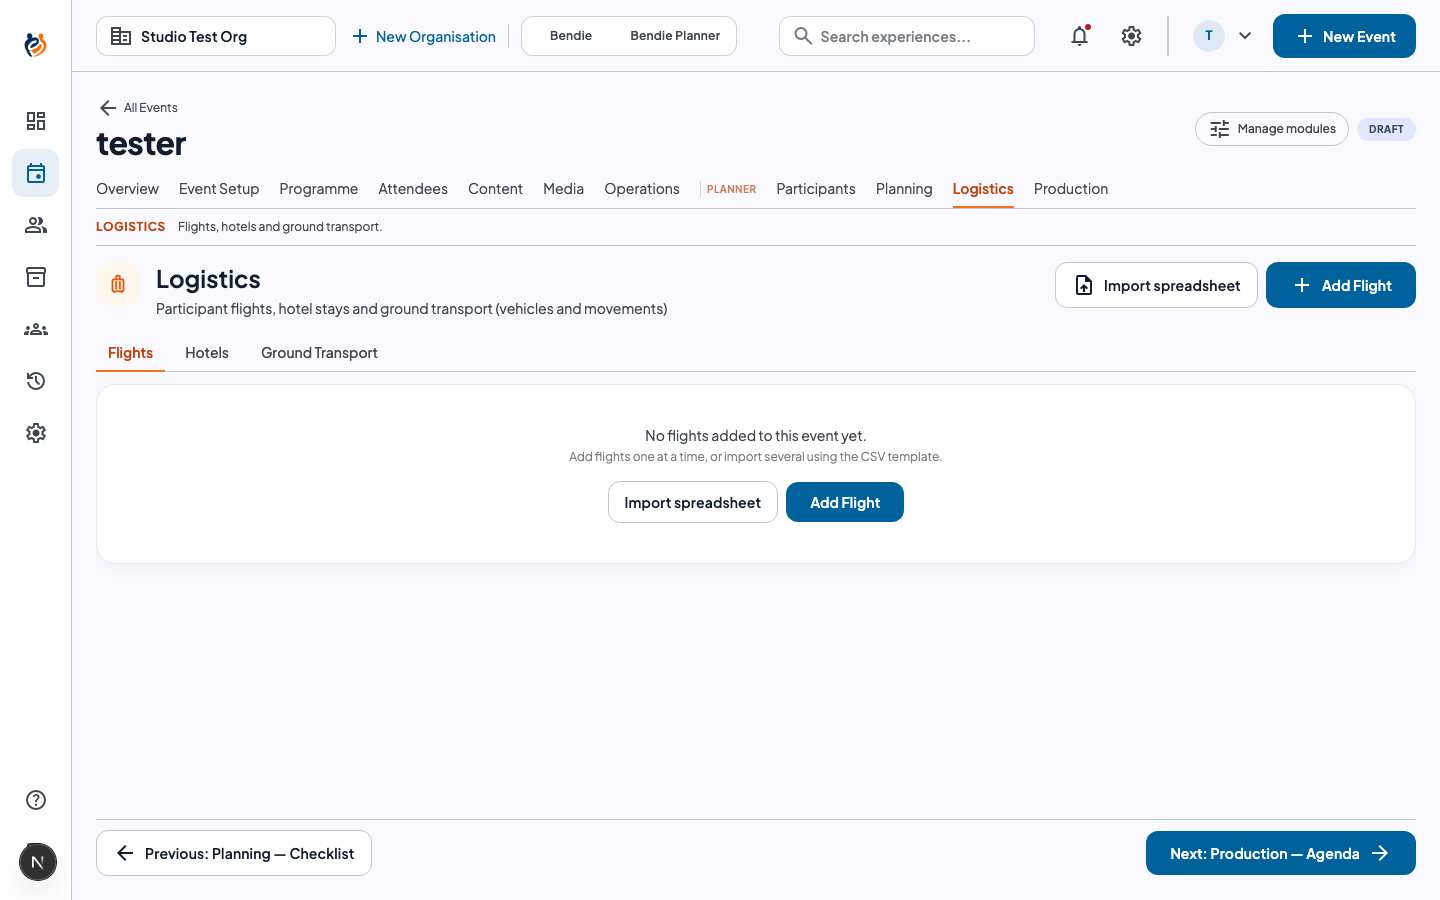 Studio Test Org
New Organisation
Bendie
Bendie Planner
Search experiences...
T
New Event
All Events
tester
Manage modules
DRAFT
Overview
Event Setup
Programme
Attendees
Content
Media
Operations
PLANNER
Participants
Planning
Logistics
Production
LOGISTICS
Flights, hotels and ground transport.
Logistics
Participant flights, hotel stays and ground transport (vehicles and movements)
Import spreadsheet
Add Flight
Flights
Hotels
Ground Transport
No flights added to this event yet.
Add flights one at a time, or import several using the CSV template.
Import spreadsheet
Add Flight
N
Previous: Planning — Checklist
Next: Production — Agenda